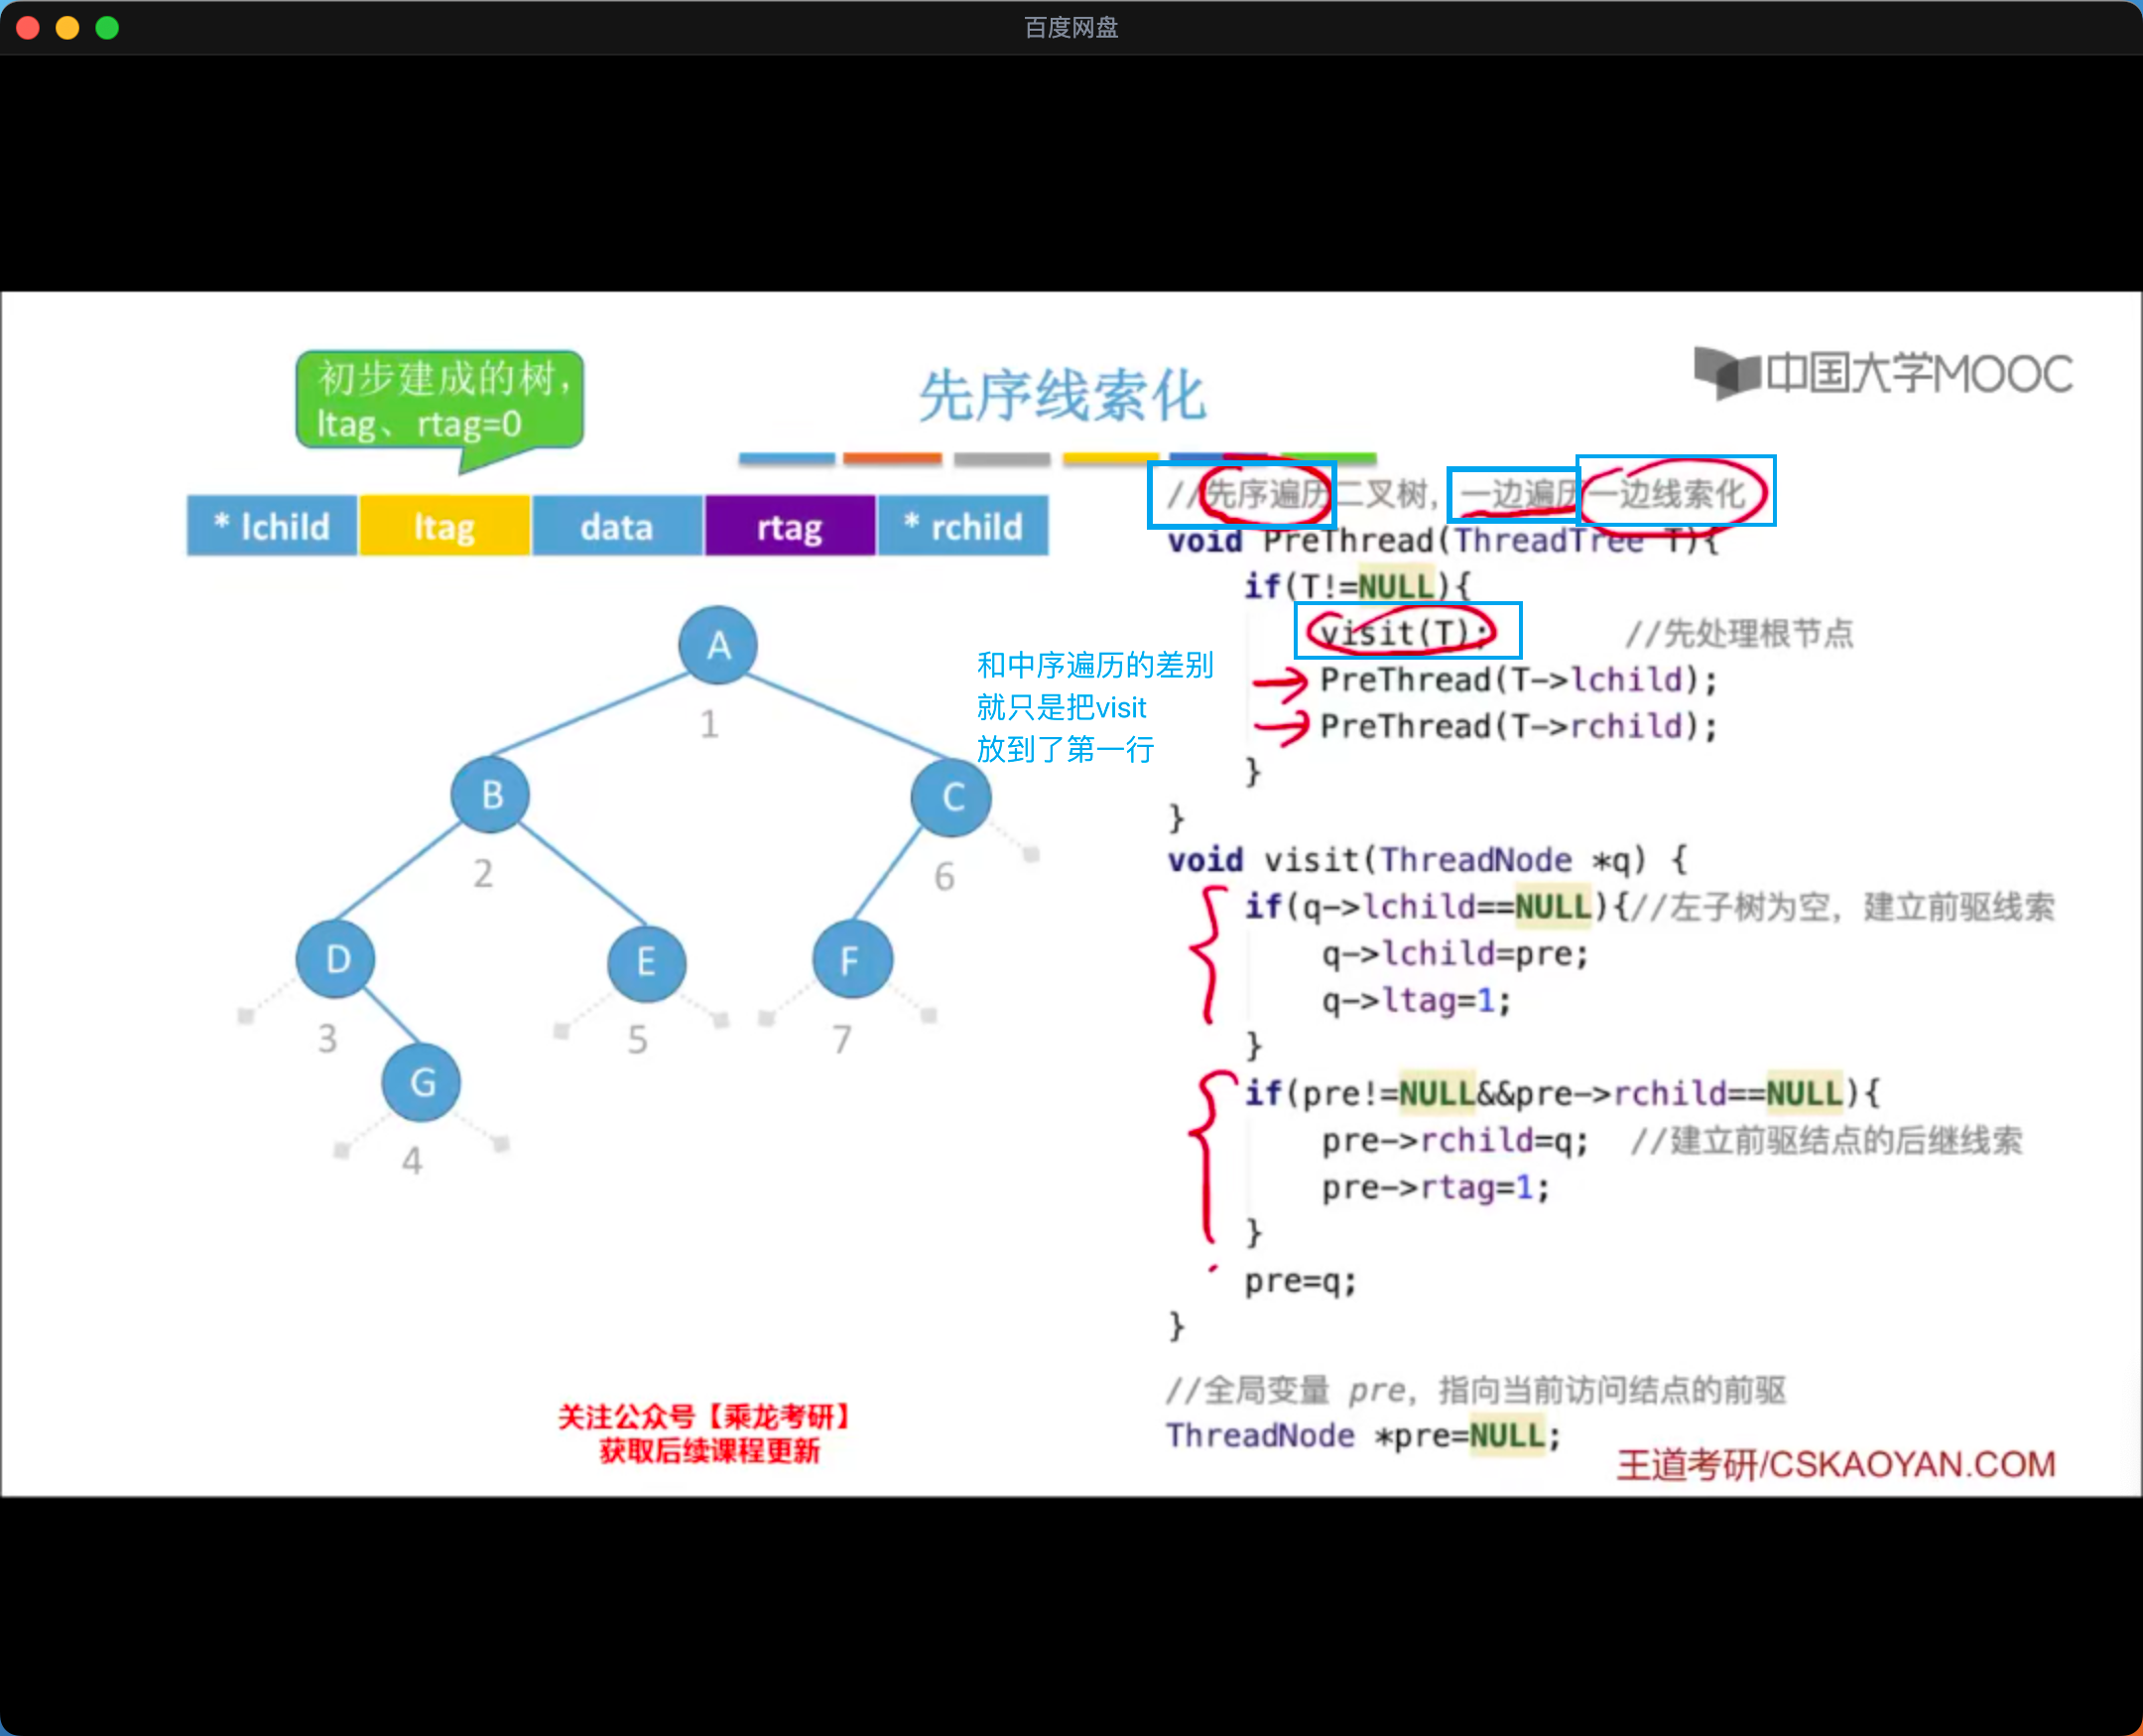 百度网盘
初步建成的树，
ltag、rtag=0
先序线索化
中国大学MOOC
* lchild ltag data rtag * rchild
A
1
B
2
C
6
D
3
E
5
F
7
G
4
和中序遍历的差别
就只是把visit
放到了第一行
//先序遍历二叉树，一边遍历一边线索化
void PreThread(ThreadTree T){
if(T!=NULL){
visit(T); //先处理根节点
PreThread(T->lchild);
PreThread(T->rchild);
}
}
void visit(ThreadNode *q) {
if(q->lchild==NULL){//左子树为空，建立前驱线索
q->lchild=pre;
q->ltag=1;
}
if(pre!=NULL&&pre->rchild==NULL){
pre->rchild=q; //建立前驱结点的后继线索
pre->rtag=1;
}
pre=q;
}
//全局变量 pre，指向当前访问结点的前驱
ThreadNode *pre=NULL;
关注公众号【乘龙考研】
获取后续课程更新
王道考研/CSKAOYAN.COM